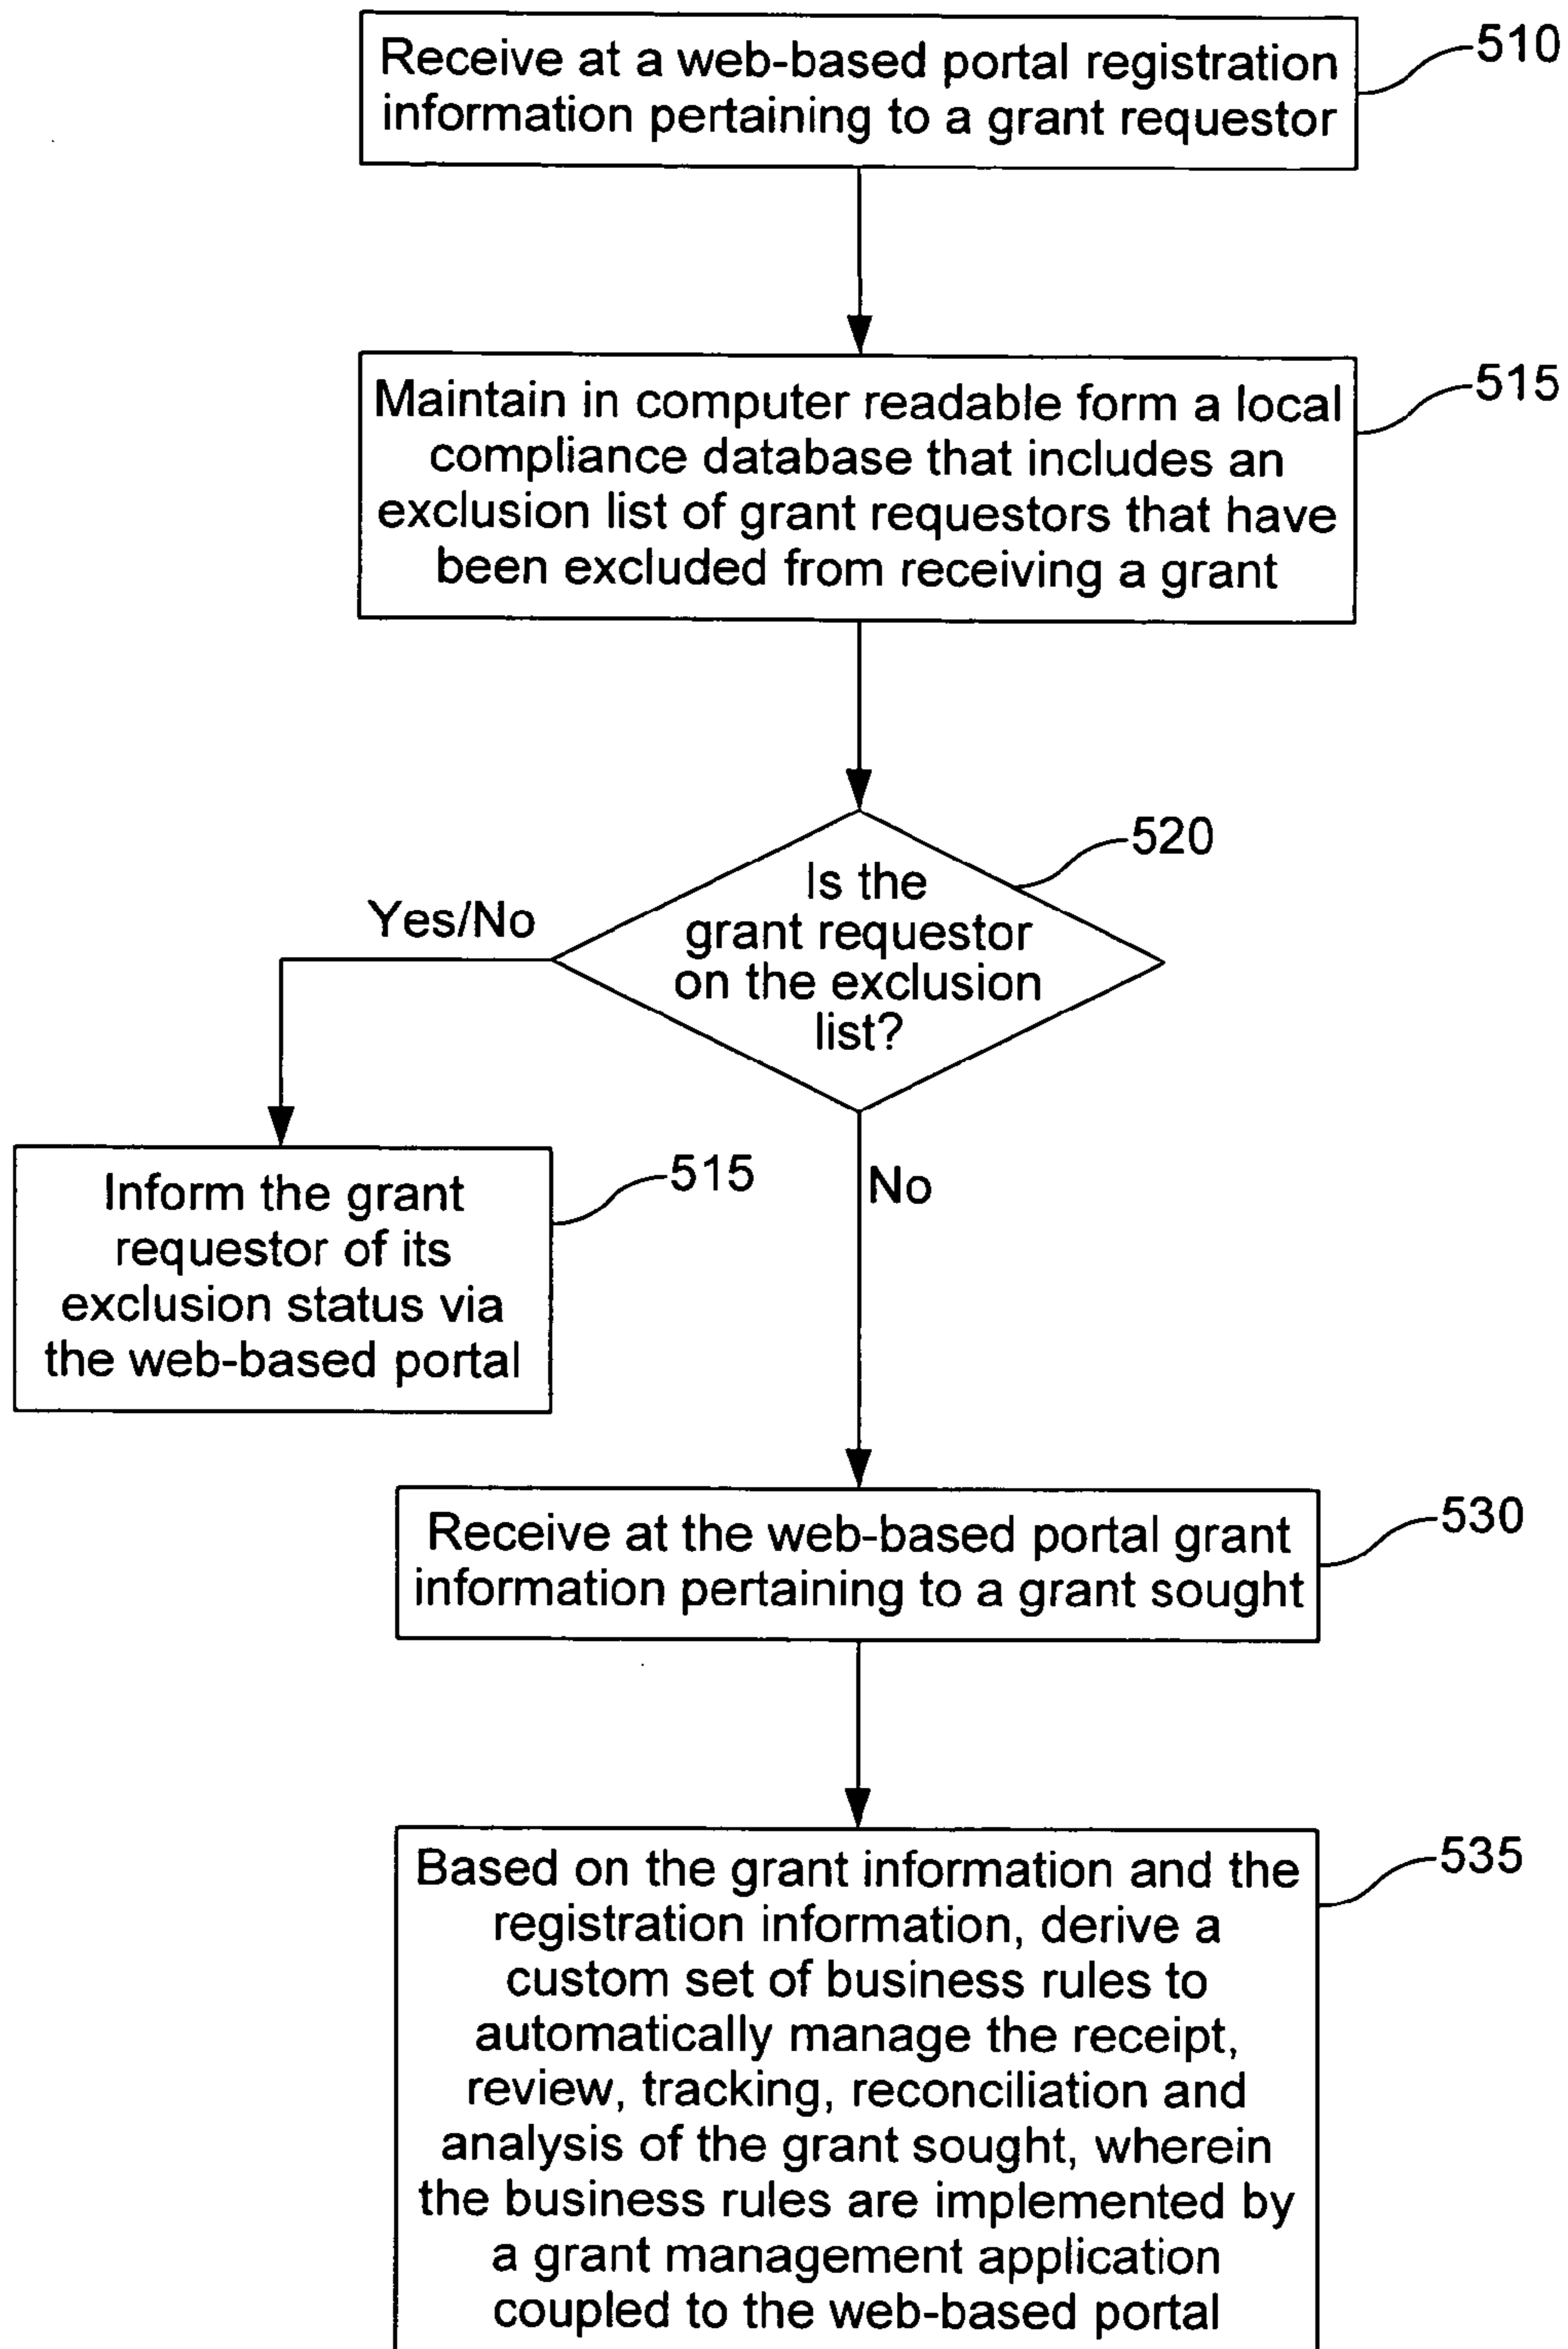 Receive at a web-based portal registration
information pertaining to a grant requestor
510
Maintain in computer readable form a local
compliance database that includes an
exclusion list of grant requestors that have
been excluded from receiving a grant
515
Is the
grant requestor
on the exclusion
list?
520
Yes/No
Inform the grant
requestor of its
exclusion status via
the web-based portal
515
No
Receive at the web-based portal grant
information pertaining to a grant sought
530
Based on the grant information and the
registration information, derive a
custom set of business rules to
automatically manage the receipt,
review, tracking, reconciliation and
analysis of the grant sought, wherein
the business rules are implemented by
a grant management application
coupled to the web-based portal
535